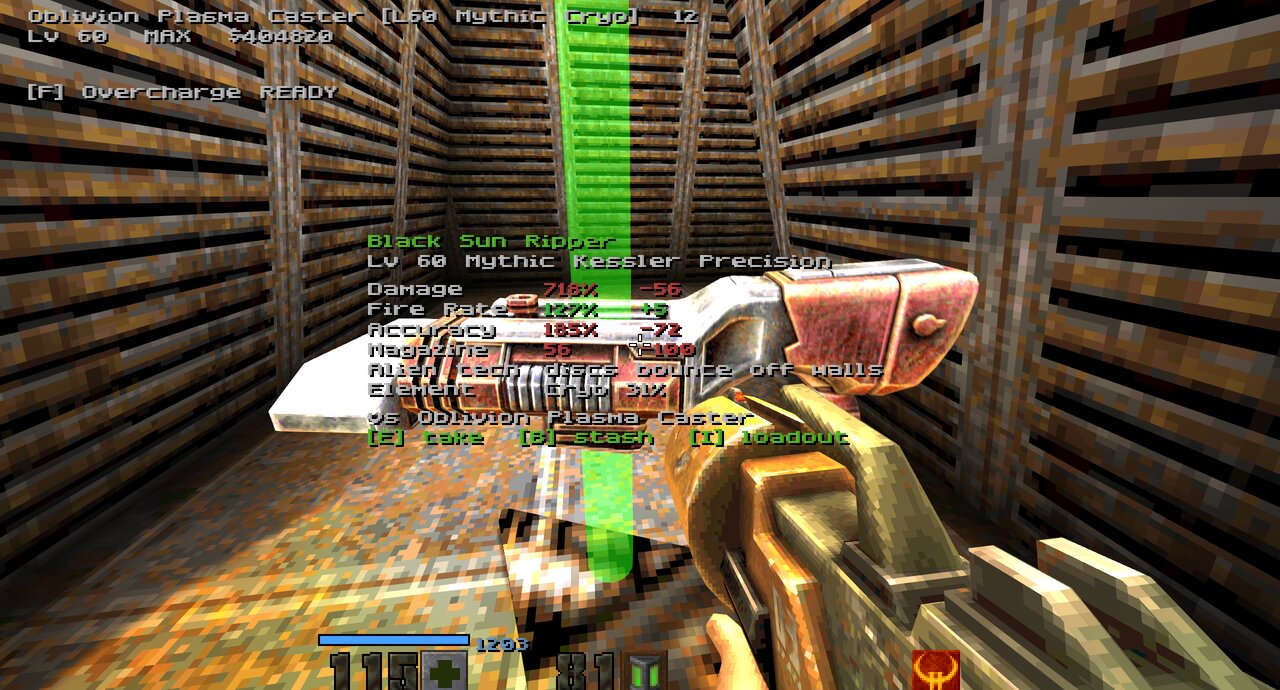 Oblivion Plasma Caster [L60 Mythic Cryo] 12
LV 60 MAX $404820
[F] Overcharge READY
Black Sun Ripper
LV 60 Mythic Kessler Precision
Damage 718% -56
Fire Rate 127% +5
Accuracy 185% -72
Magazine 56 -100
Alien tech discs bounce off walls
Element Cryo 31%
vs Oblivion Plasma Caster
[E] take [B] stash [I] loadout
1203
115 81